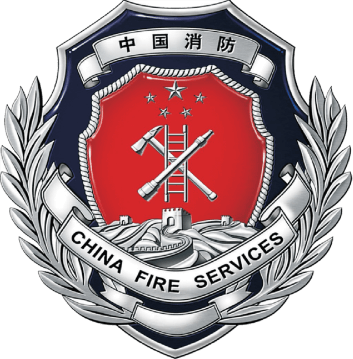 中国消防
CHINA FIRE SERVICES